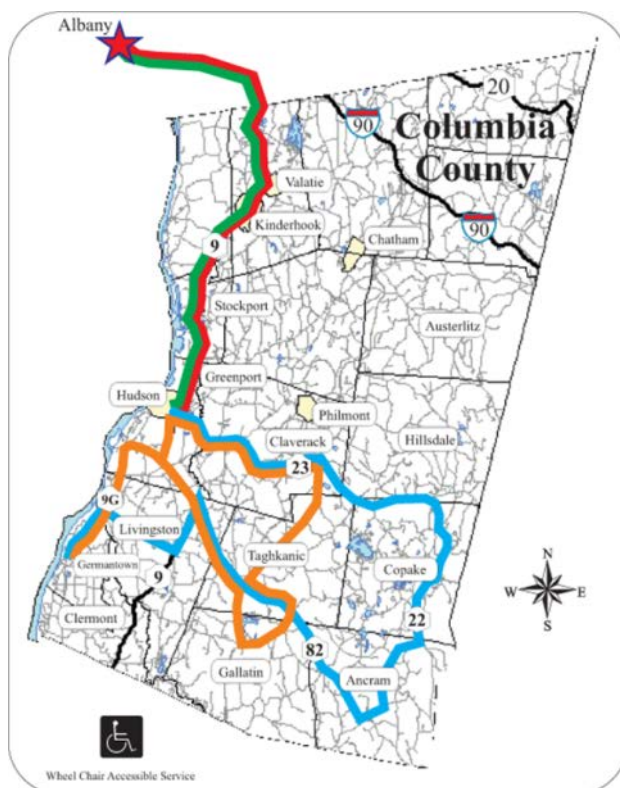 Albany
20
90
Columbia
County
Valatie
Kinderhook
90
9
Chatham
Stockport
Austerlitz
Greenport
Hudson
Philmont
Claverack
Hillsdale
23
9G
Livingston
Taghkanic
Copake
Germantown
9
N
W E
S
Clermont
22
82
Gallatin
Ancram
Wheel Chair Accessible Service